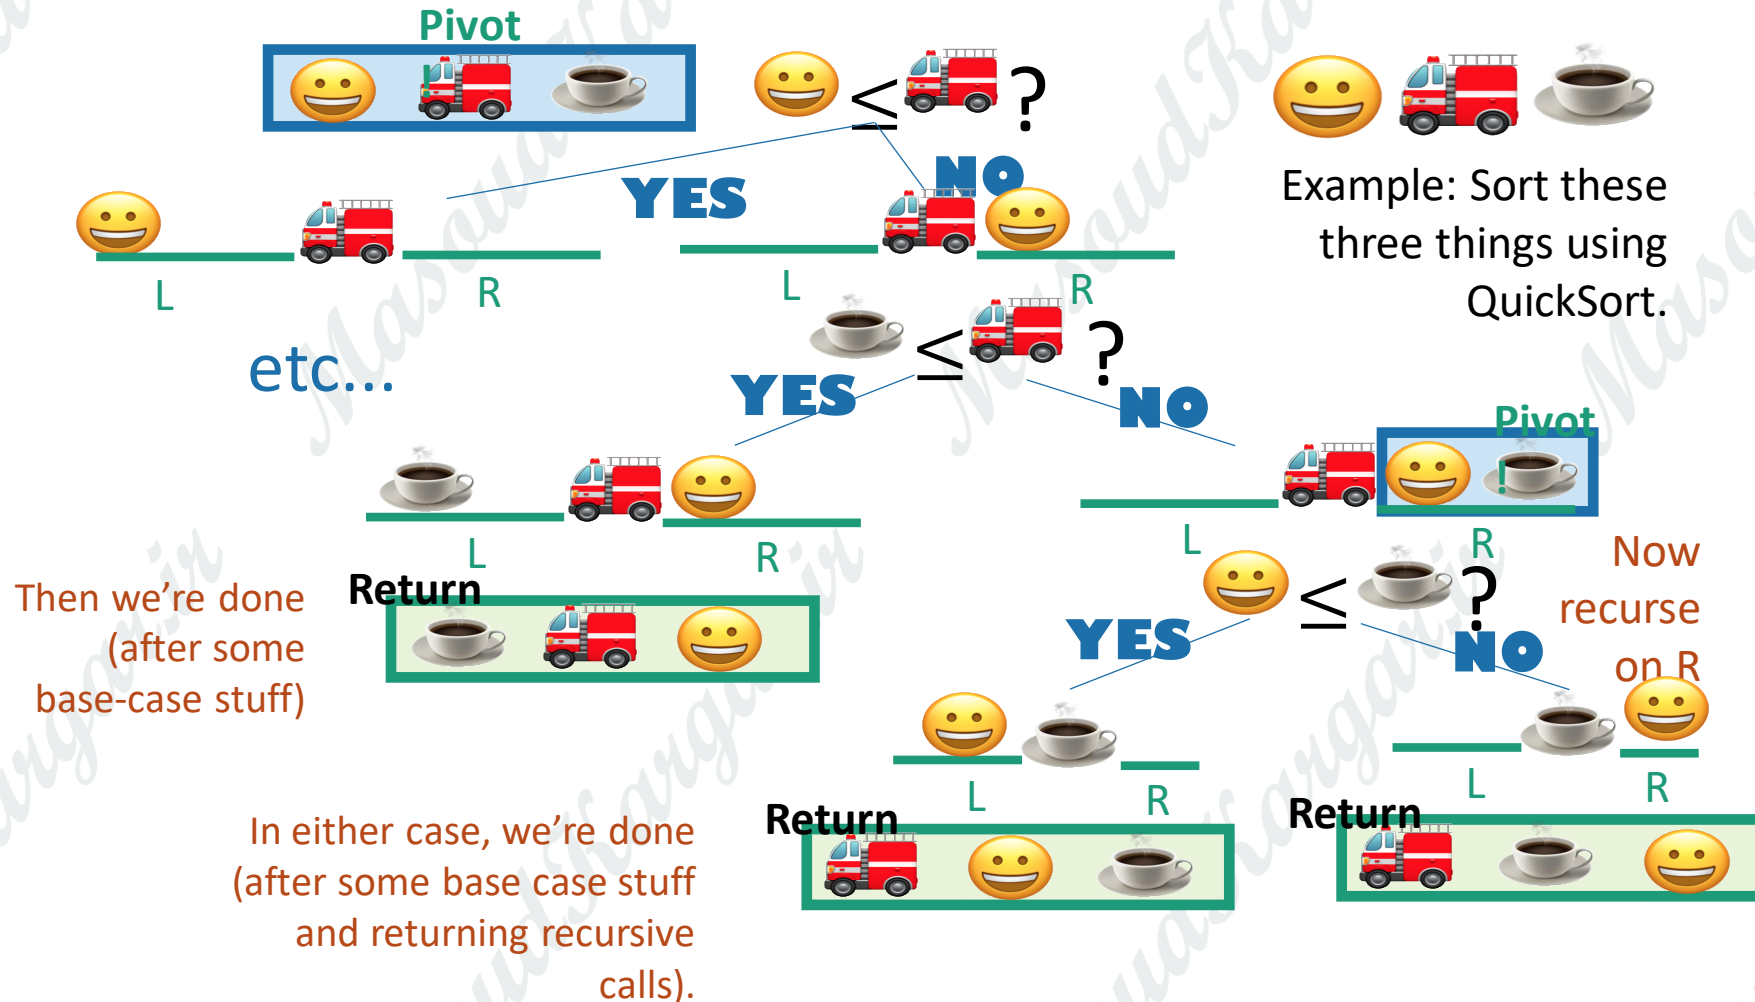 Pivot
!
≤ ?
Example: Sort these
three things using
QuickSort.
YES
NO
L
R
L
R
etc...
≤ ?
YES
NO
Pivot
!
L
R
L
R
Then we're done
(after some
base-case stuff)
Return
Now
recurse
on R
≤ ?
YES
NO
L
R
L
R
Return
Return
In either case, we're done
(after some base case stuff
and returning recursive
calls).
MasoudKargar.ir